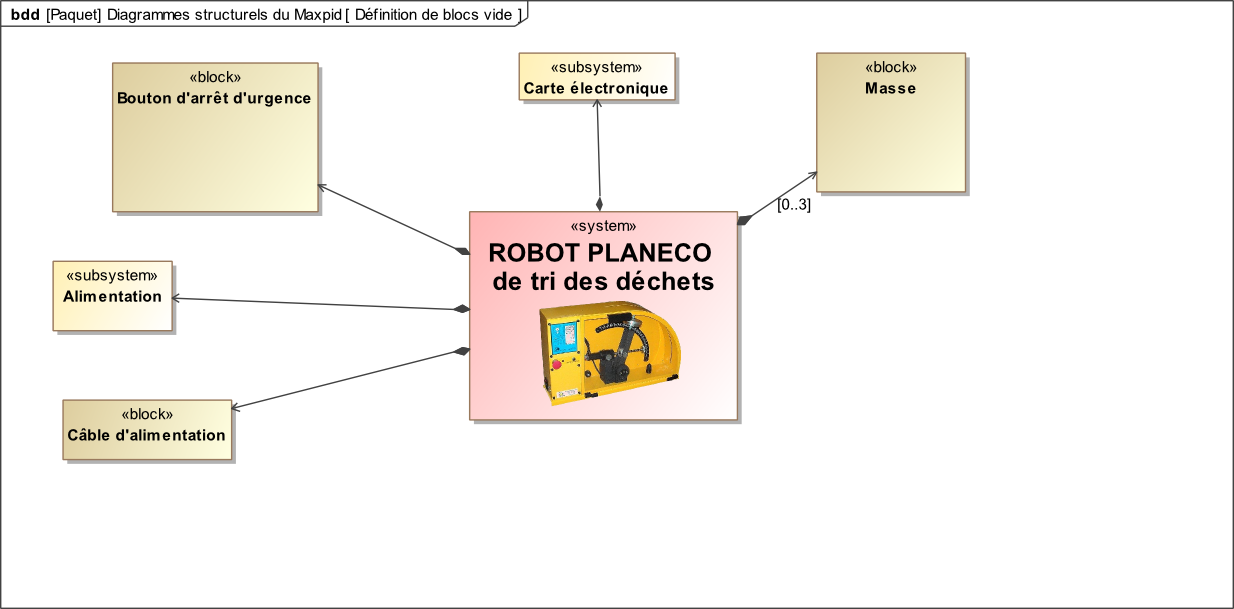 bdd [Paquet] Diagrammes structurels du Maxpid [ Définition de blocs vide ]
«block»
Bouton d'arrêt d'urgence
«subsystem»
Carte électronique
«block»
Masse
[0..3]
«system»
ROBOT PLANECO
de tri des déchets
«subsystem»
Alimentation
«block»
Câble d'alimentation